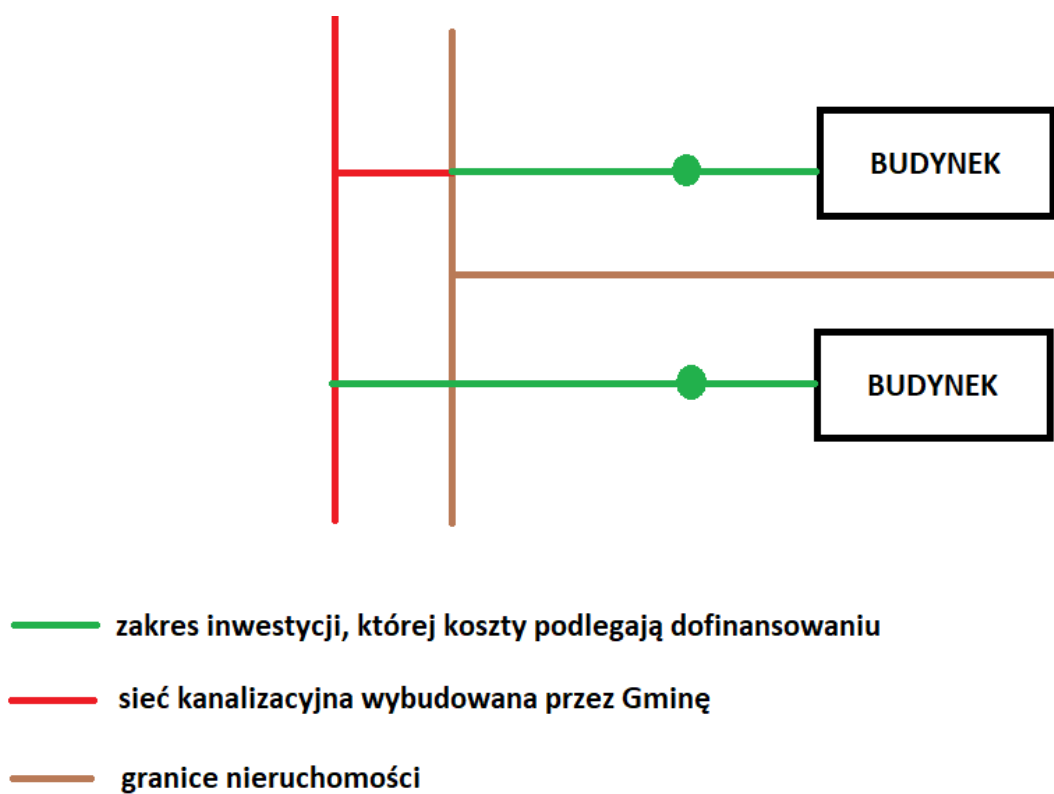 BUDYNEK
BUDYNEK
zakres inwestycji, której koszty podlegają dofinansowaniu
sieć kanalizacyjna wybudowana przez Gminę
granice nieruchomości